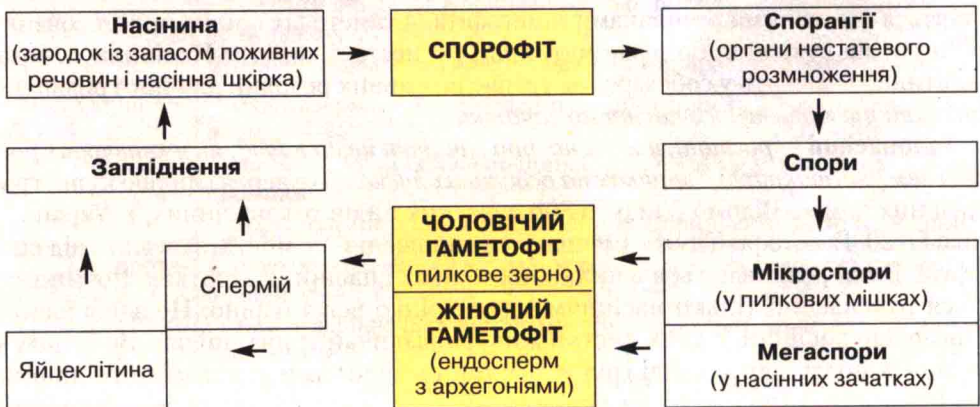 Насінина
(зародок із запасом поживних
речовин і насінна шкірка)
СПОРОФІТ
Спорангії
(органи нестатевого
розмноження)
Запліднення
Спори
Спермій
ЧОЛОВІЧИЙ
ГАМЕТОФІТ
(пилкове зерно)
Мікроспори
(у пилкових мішках)
Яйцеклітина
ЖІНОЧИЙ
ГАМЕТОФІТ
(ендосперм
з архегоніями)
Мегаспори
(у насінних зачатках)